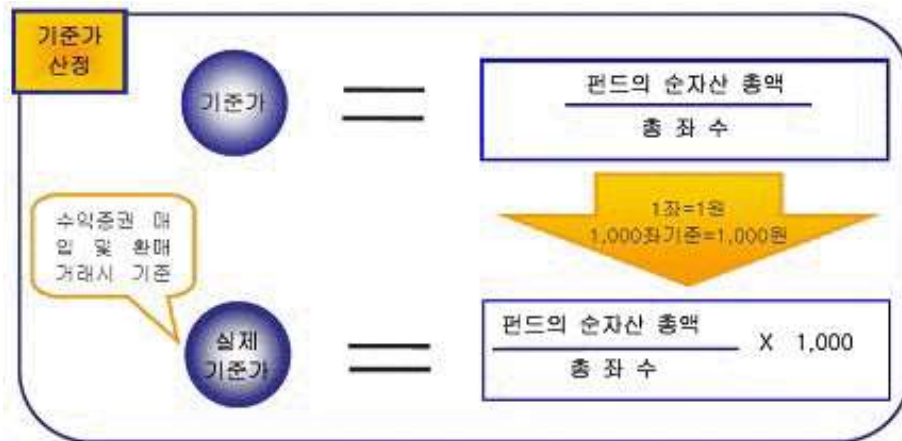 기준가
산정
기준가
펀드의 순자산 총액
총 좌 수
1좌=1원
1,000좌기준=1,000원
수익증권 매
입 및 환매
거래시 기준
실제
기준가
펀드의 순자산 총액
총 좌 수
X 1,000